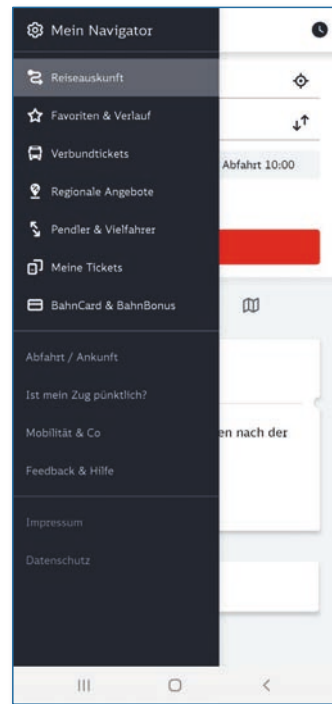 Mein Navigator
Reiseauskunft
Favoriten & Verlauf
Verbundtickets
Abfahrt 10:00
Regionale Angebote
Pendler & Vielfahrer
Meine Tickets
BahnCard & BahnBonus
Abfahrt / Ankunft
Ist mein Zug pünktlich?
Mobilität & Co
en nach der
Feedback & Hilfe
Impressum
Datenschutz